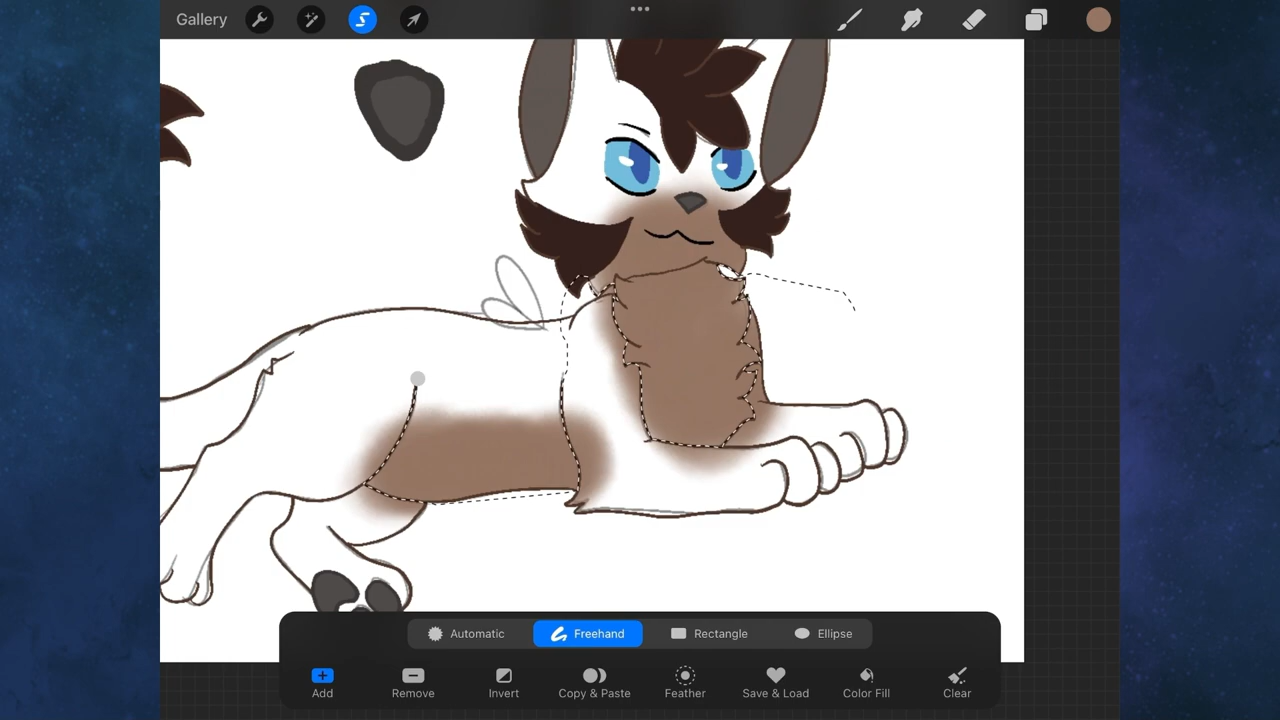 Gallery
Automatic Freehand Rectangle Ellipse
Add Remove Invert Copy & Paste Feather Save & Load Color Fill Clear